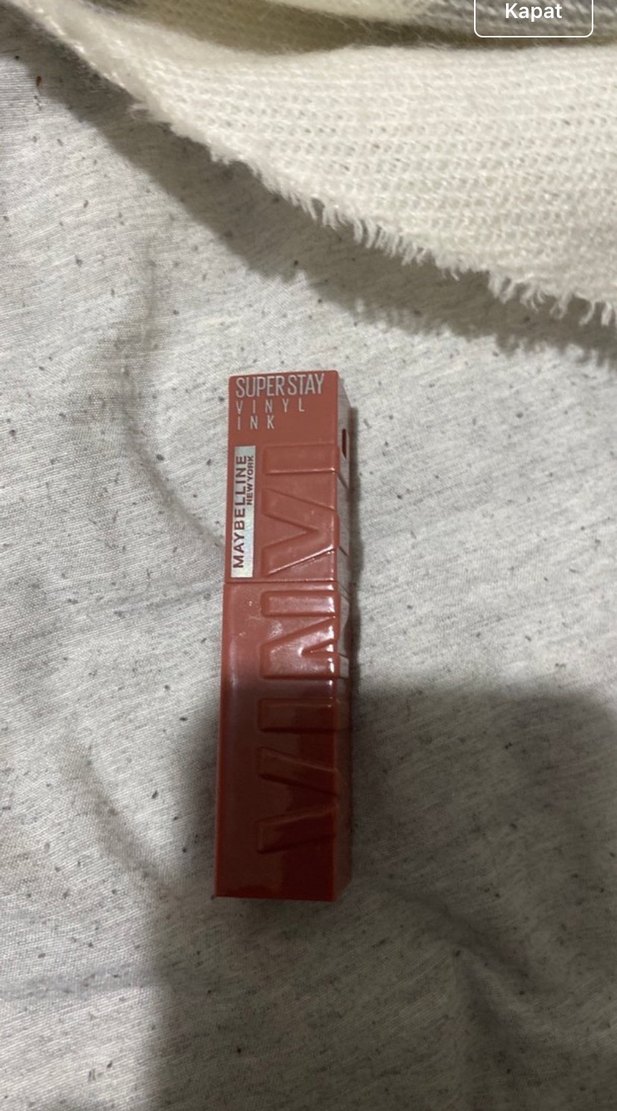 Kapat
SUPER STAY
VINYL
INK
MAYBELLINE
NEW YORK
VINYL